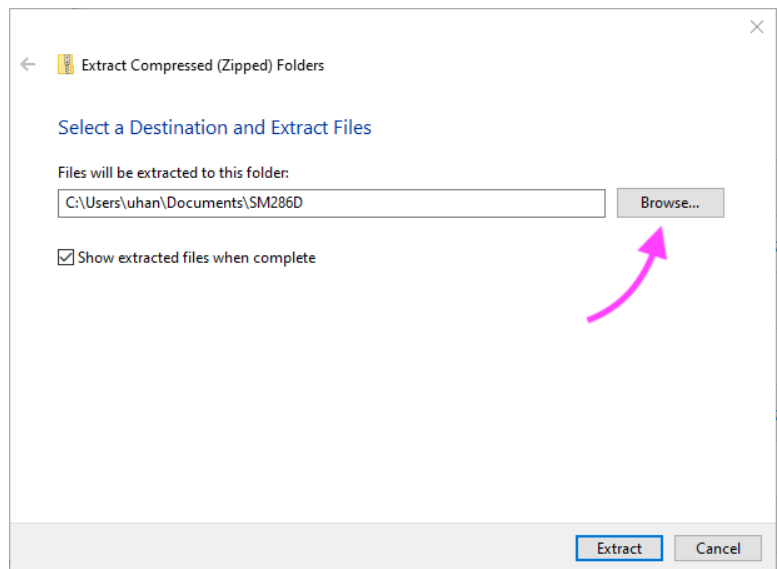 Extract Compressed (Zipped) Folders
Select a Destination and Extract Files
Files will be extracted to this folder:
C:\Users\uhan\Documents\SM286D
Browse...
Show extracted files when complete
Extract
Cancel